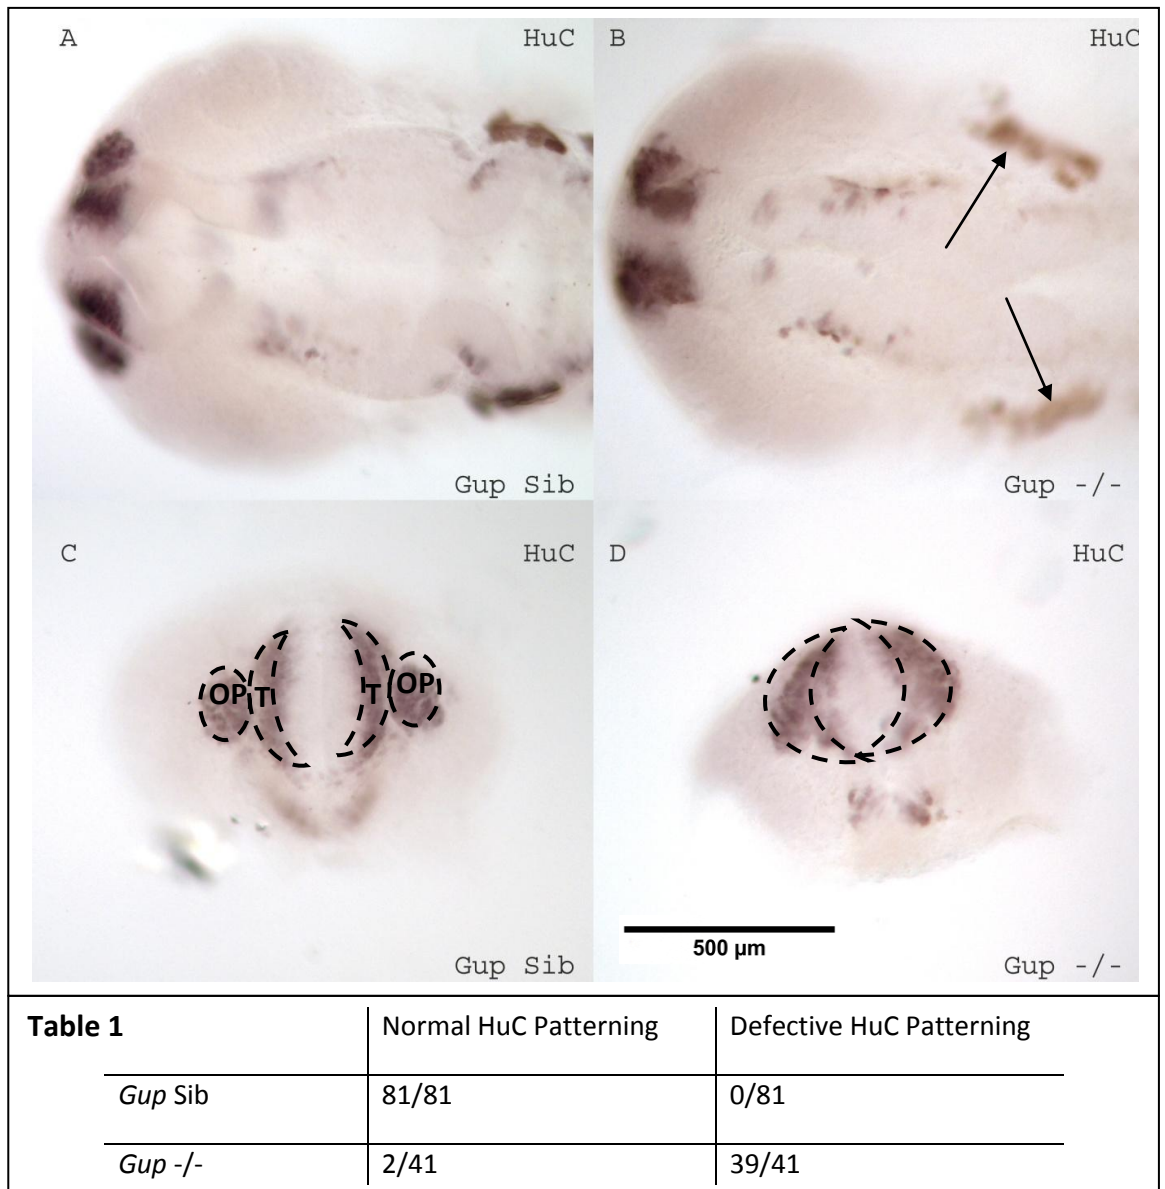 A HuC
B HuC
Gup Sib
Gup -/-
C HuC
D HuC
OP T T OP
500 µm
Gup Sib
Gup -/-
Table 1 Normal HuC Patterning Defective HuC Patterning
Gup Sib 81/81 0/81
Gup -/- 2/41 39/41